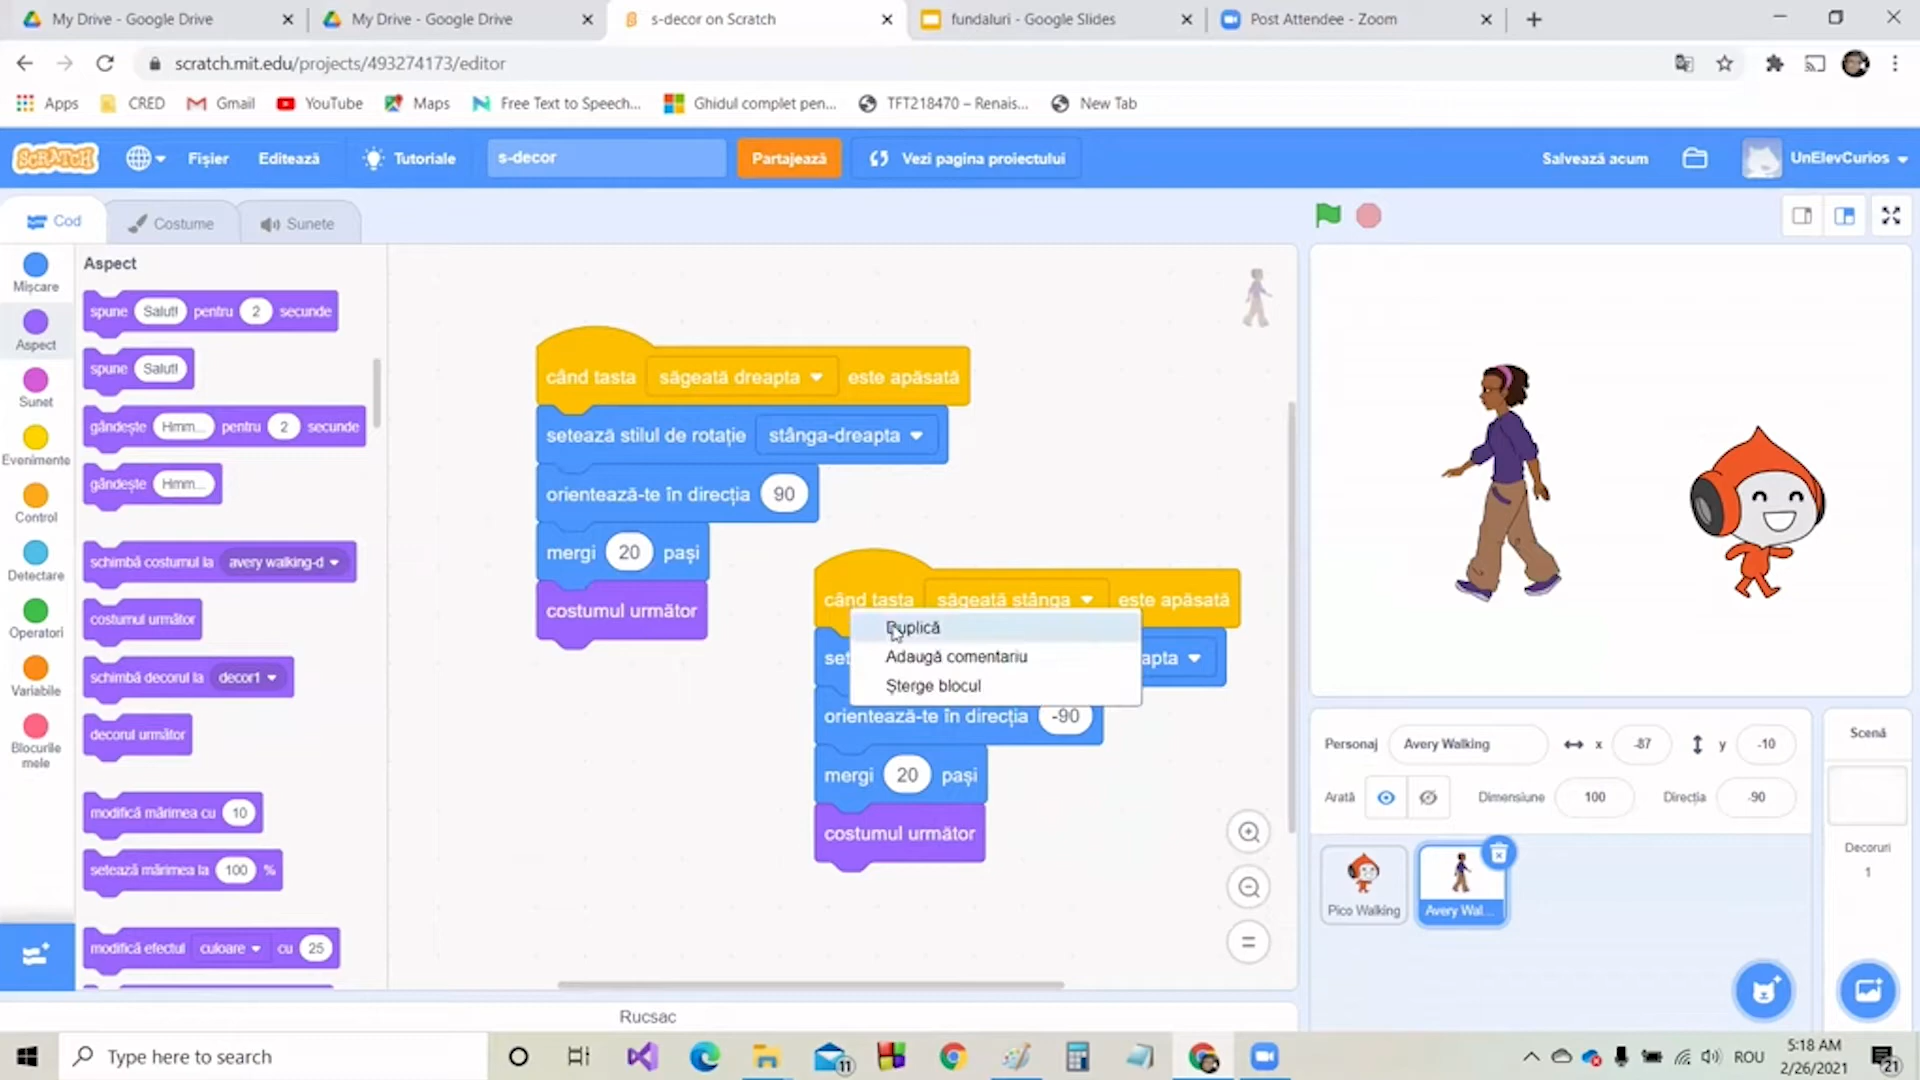 My Drive - Google Drive
My Drive - Google Drive
s-decor on Scratch
fundaluri - Google Slides
Post Attendee - Zoom
scratch.mit.edu/projects/493274173/editor
Apps
CRED
Gmail
YouTube
Maps
Free Text to Speech...
Ghidul complet pen...
TFT218470 – Renais...
New Tab
SCRATCH
Fișier
Editează
Tutoriale
s-decor
Partajează
Vezi pagina proiectului
Salvează acum
UnElevCurios
Cod
Costume
Sunete
Mișcare
Aspect
Sunet
Evenimente
Control
Detectare
Operatori
Variabile
Blocurile
mele
Aspect
spune Salut! pentru 2 secunde
spune Salut!
gândește Hmm... pentru 2 secunde
gândește Hmm...
schimbă costumul la avery walking-d
costumul următor
schimbă decorul la decor1
decorul următor
modifică mărimea cu 10
setează mărimea la 100 %
modifică efectul culoare cu 25
când tasta săgeată dreapta este apăsată
setează stilul de rotație stânga-dreapta
orientează-te în direcția 90
mergi 20 pași
costumul următor
când tasta săgeată stânga este apăsată
set
apta
Duplică
Adaugă comentariu
Șterge blocul
orientează-te în direcția -90
mergi 20 pași
costumul următor
Personaj Avery Walking x -87 y -10
Arată Dimensiune 100 Direcția -90
Pico Walking
Avery Wal...
Scenă
Decoruri
1
Rucsac
Type here to search
11
ROU
5:18 AM
2/26/2021
21